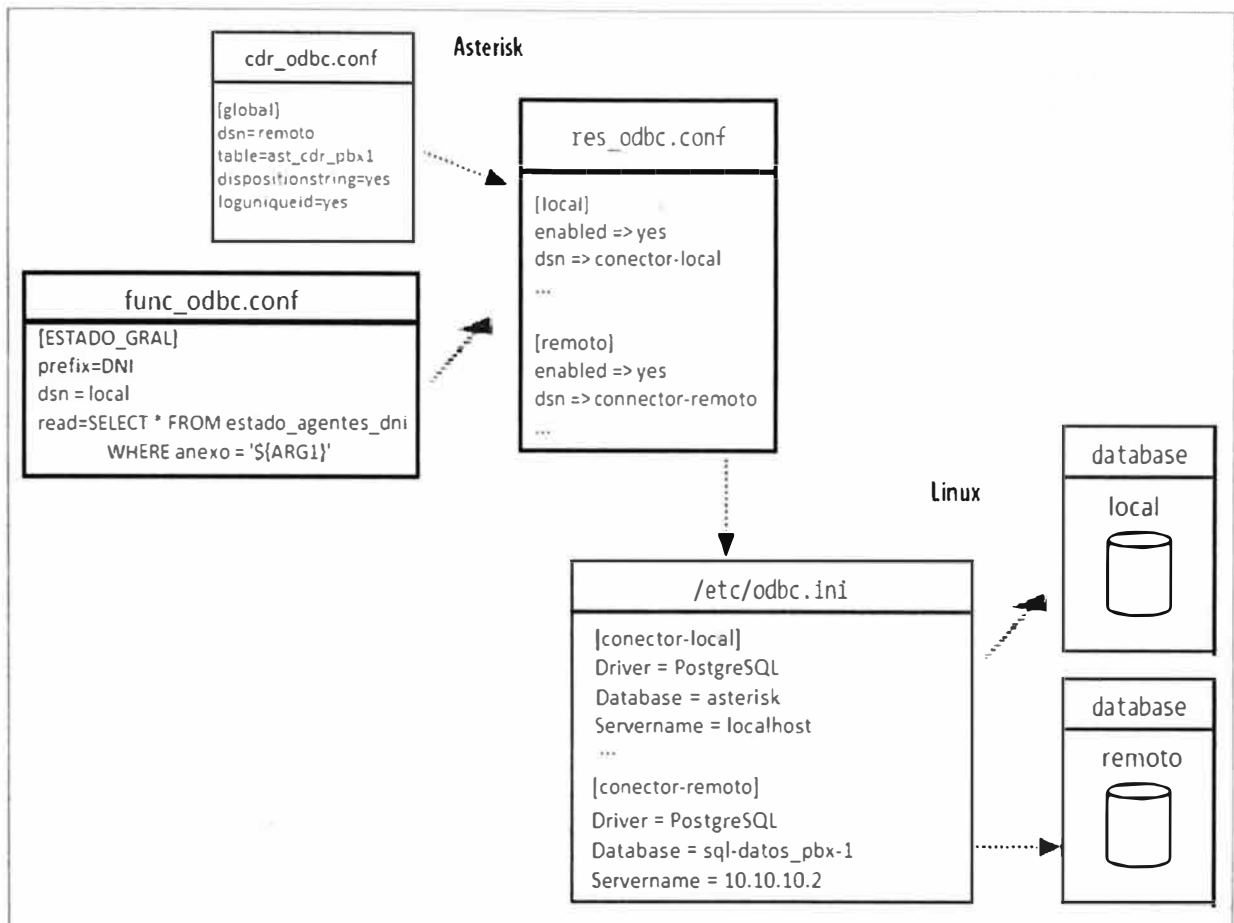 Asterisk
cdr_odbc.conf
[global]
dsn=remoto
table=ast_cdr_pbx1
dispositionstring=yes
loguniqueid=yes
func_odbc.conf
[ESTADO_GRAL]
prefix=DNI
dsn = local
read=SELECT * FROM estado_agentes_dni
WHERE anexo = '${ARG1}'
res_odbc.conf
[local]
enabled => yes
dsn => conector-local
...
[remoto]
enabled => yes
dsn => connector-remoto
...
Linux
/etc/odbc.ini
[conector-local]
Driver = PostgreSQL
Database = asterisk
Servername = localhost
...
[conector-remoto]
Driver = PostgreSQL
Database = sql-datos_pbx-1
Servername = 10.10.10.2
database
local
database
remoto